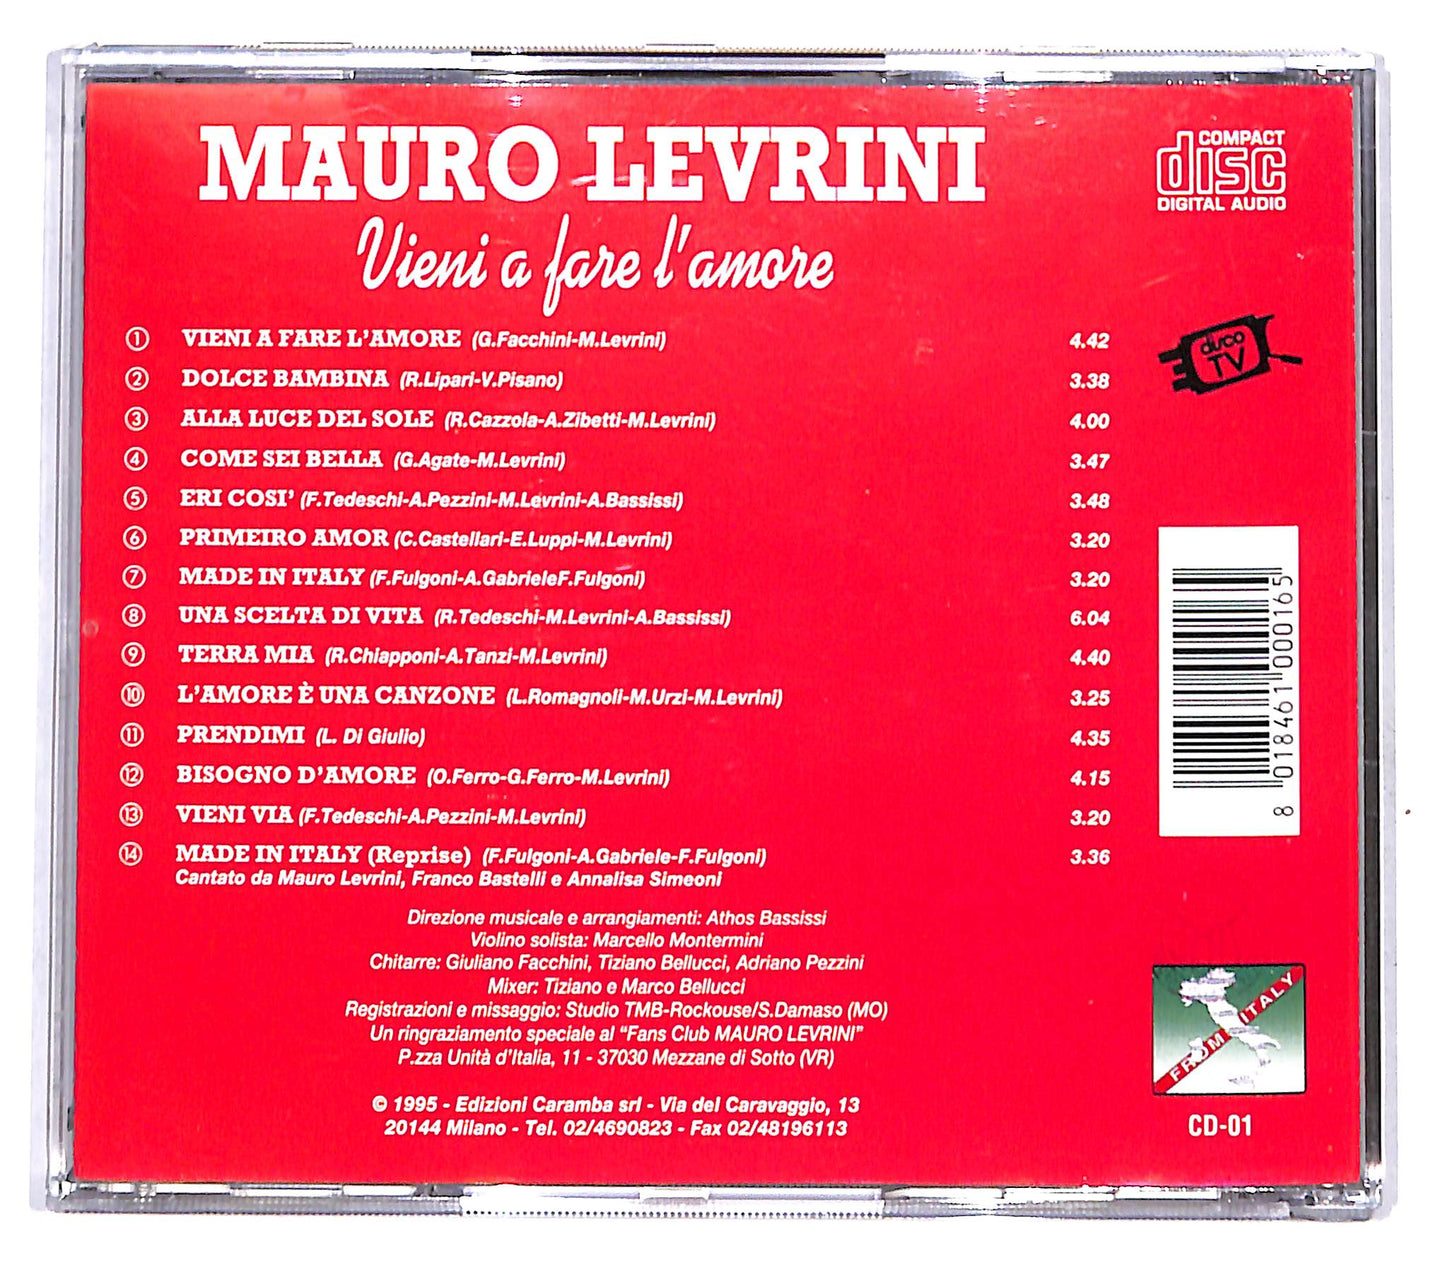 MAURO LEVRINI
Vieni a fare l'amore
COMPACT
disc
DIGITAL AUDIO
disco
TV
1 VIENI A FARE L'AMORE (G.Facchini-M.Levrini) 4.42
2 DOLCE BAMBINA (R.Lipari-V.Pisano) 3.38
3 ALLA LUCE DEL SOLE (R.Cazzola-A.Zibetti-M.Levrini) 4.00
4 COME SEI BELLA (G.Agate-M.Levrini) 3.47
5 ERI COSI' (F.Tedeschi-A.Pezzini-M.Levrini-A.Bassissi) 3.48
6 PRIMEIRO AMOR (C.Castellari-E.Luppi-M.Levrini) 3.20
7 MADE IN ITALY (F.Fulgoni-A.GabrieleF.Fulgoni) 3.20
8 UNA SCELTA DI VITA (R.Tedeschi-M.Levrini-A.Bassissi) 6.04
9 TERRA MIA (R.Chiapponi-A.Tanzi-M.Levrini) 4.40
10 L'AMORE È UNA CANZONE (L.Romagnoli-M.Urzi-M.Levrini) 3.25
11 PRENDIMI (L. Di Giulio) 4.35
12 BISOGNO D'AMORE (O.Ferro-G.Ferro-M.Levrini) 4.15
13 VIENI VIA (F.Tedeschi-A.Pezzini-M.Levrini) 3.20
14 MADE IN ITALY (Reprise) (F.Fulgoni-A.Gabriele-F.Fulgoni) 3.36
Cantato da Mauro Levrini, Franco Bastelli e Annalisa Simeoni
Direzione musicale e arrangiamenti: Athos Bassissi
Violino solista: Marcello Montermini
Chitarre: Giuliano Facchini, Tiziano Bellucci, Adriano Pezzini
Mixer: Tiziano e Marco Bellucci
Registrazioni e missaggio: Studio TMB-Rockouse/S.Damaso (MO)
Un ringraziamento speciale al "Fans Club MAURO LEVRINI"
P.zza Unità d'Italia, 11 - 37030 Mezzane di Sotto (VR)
© 1995 - Edizioni Caramba srl - Via del Caravaggio, 13
20144 Milano - Tel. 02/4690823 - Fax 02/48196113
8 018461 000165
FROM ITALY
CD-01